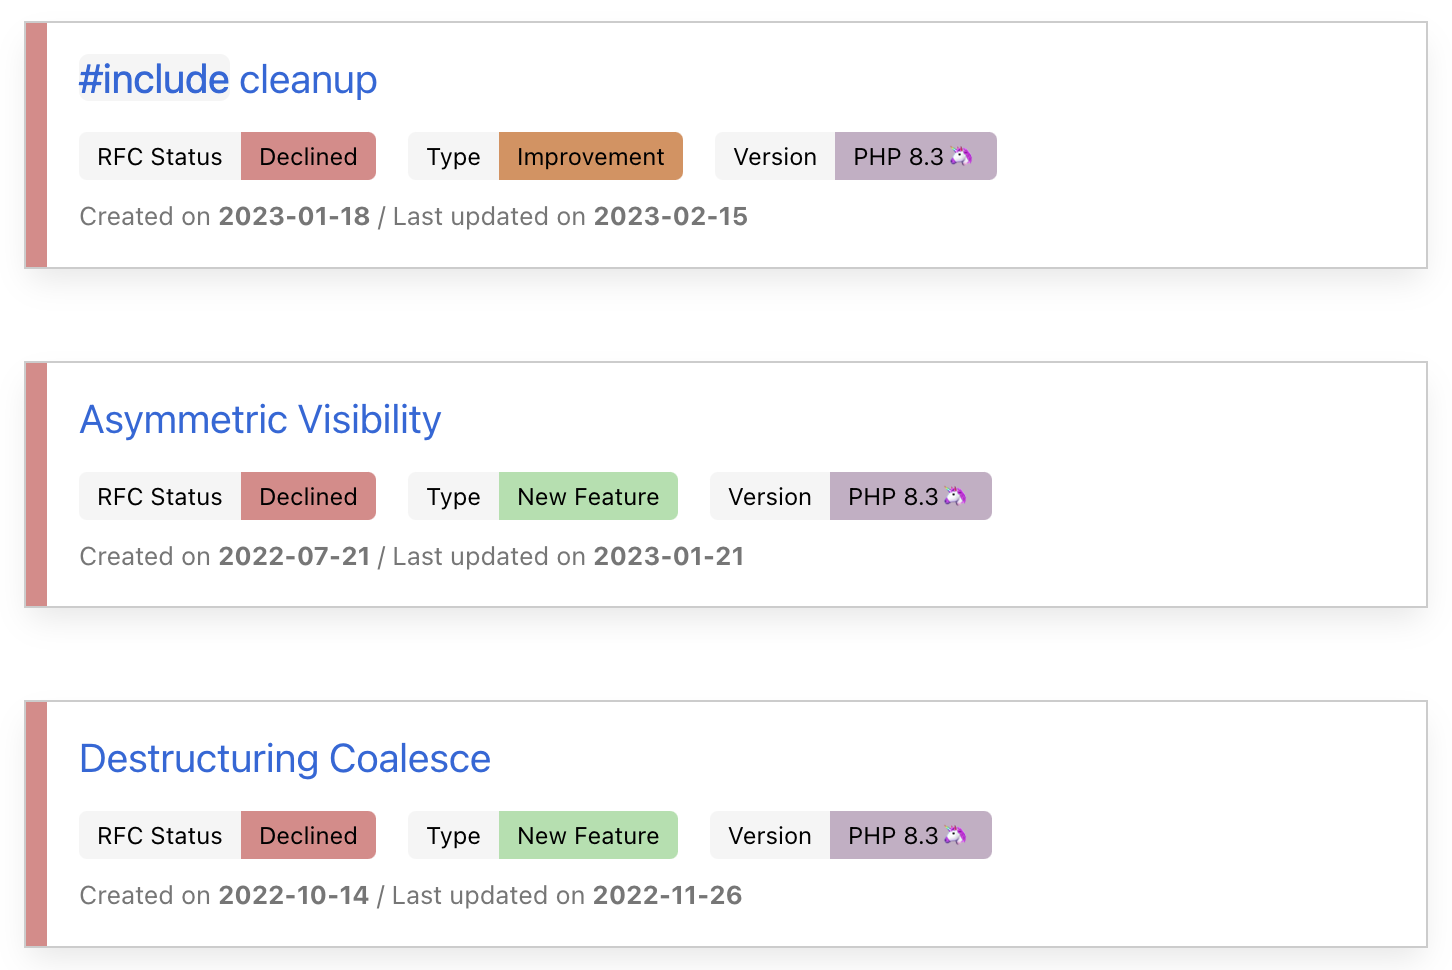 #include cleanup
RFC Status Declined Type Improvement Version PHP 8.3🦄
Created on 2023-01-18 / Last updated on 2023-02-15
Asymmetric Visibility
RFC Status Declined Type New Feature Version PHP 8.3🦄
Created on 2022-07-21 / Last updated on 2023-01-21
Destructuring Coalesce
RFC Status Declined Type New Feature Version PHP 8.3🦄
Created on 2022-10-14 / Last updated on 2022-11-26